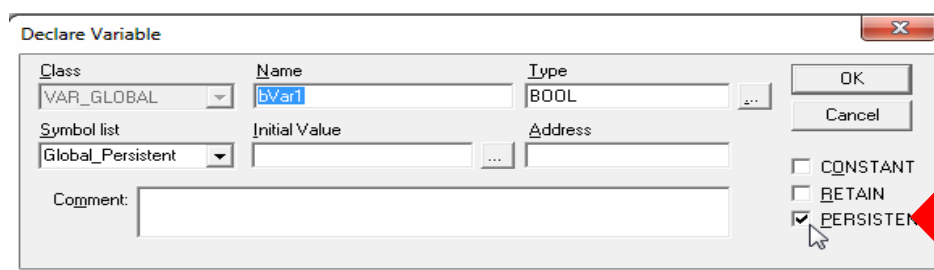 Declare Variable
Class Name Type
VAR_GLOBAL bVar1 BOOL ...
OK
Cancel
Symbol list Initial Value Address
Global_Persistent ...
Comment:
CONSTANT
RETAIN
PERSISTEN